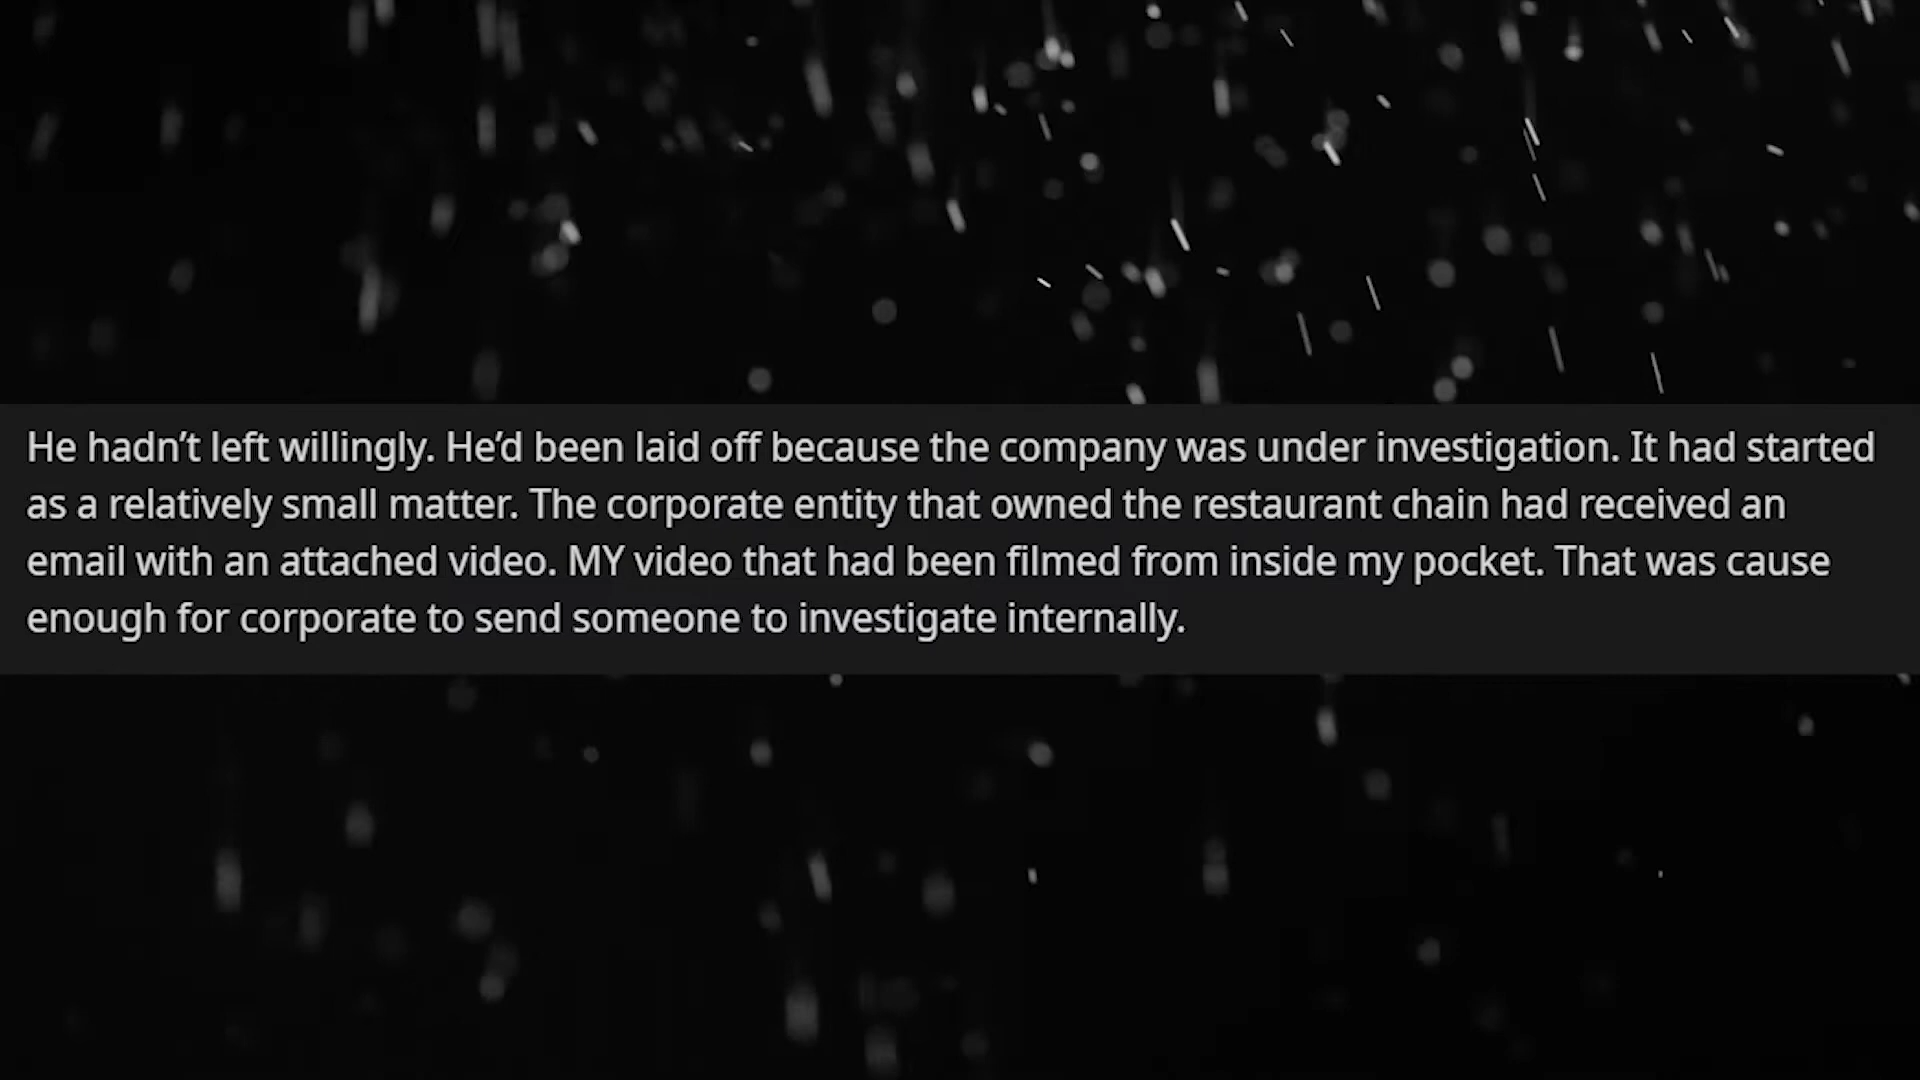 He hadn’t left willingly. He’d been laid off because the company was under investigation. It had started
as a relatively small matter. The corporate entity that owned the restaurant chain had received an
email with an attached video. MY video that had been filmed from inside my pocket. That was cause
enough for corporate to send someone to investigate internally.